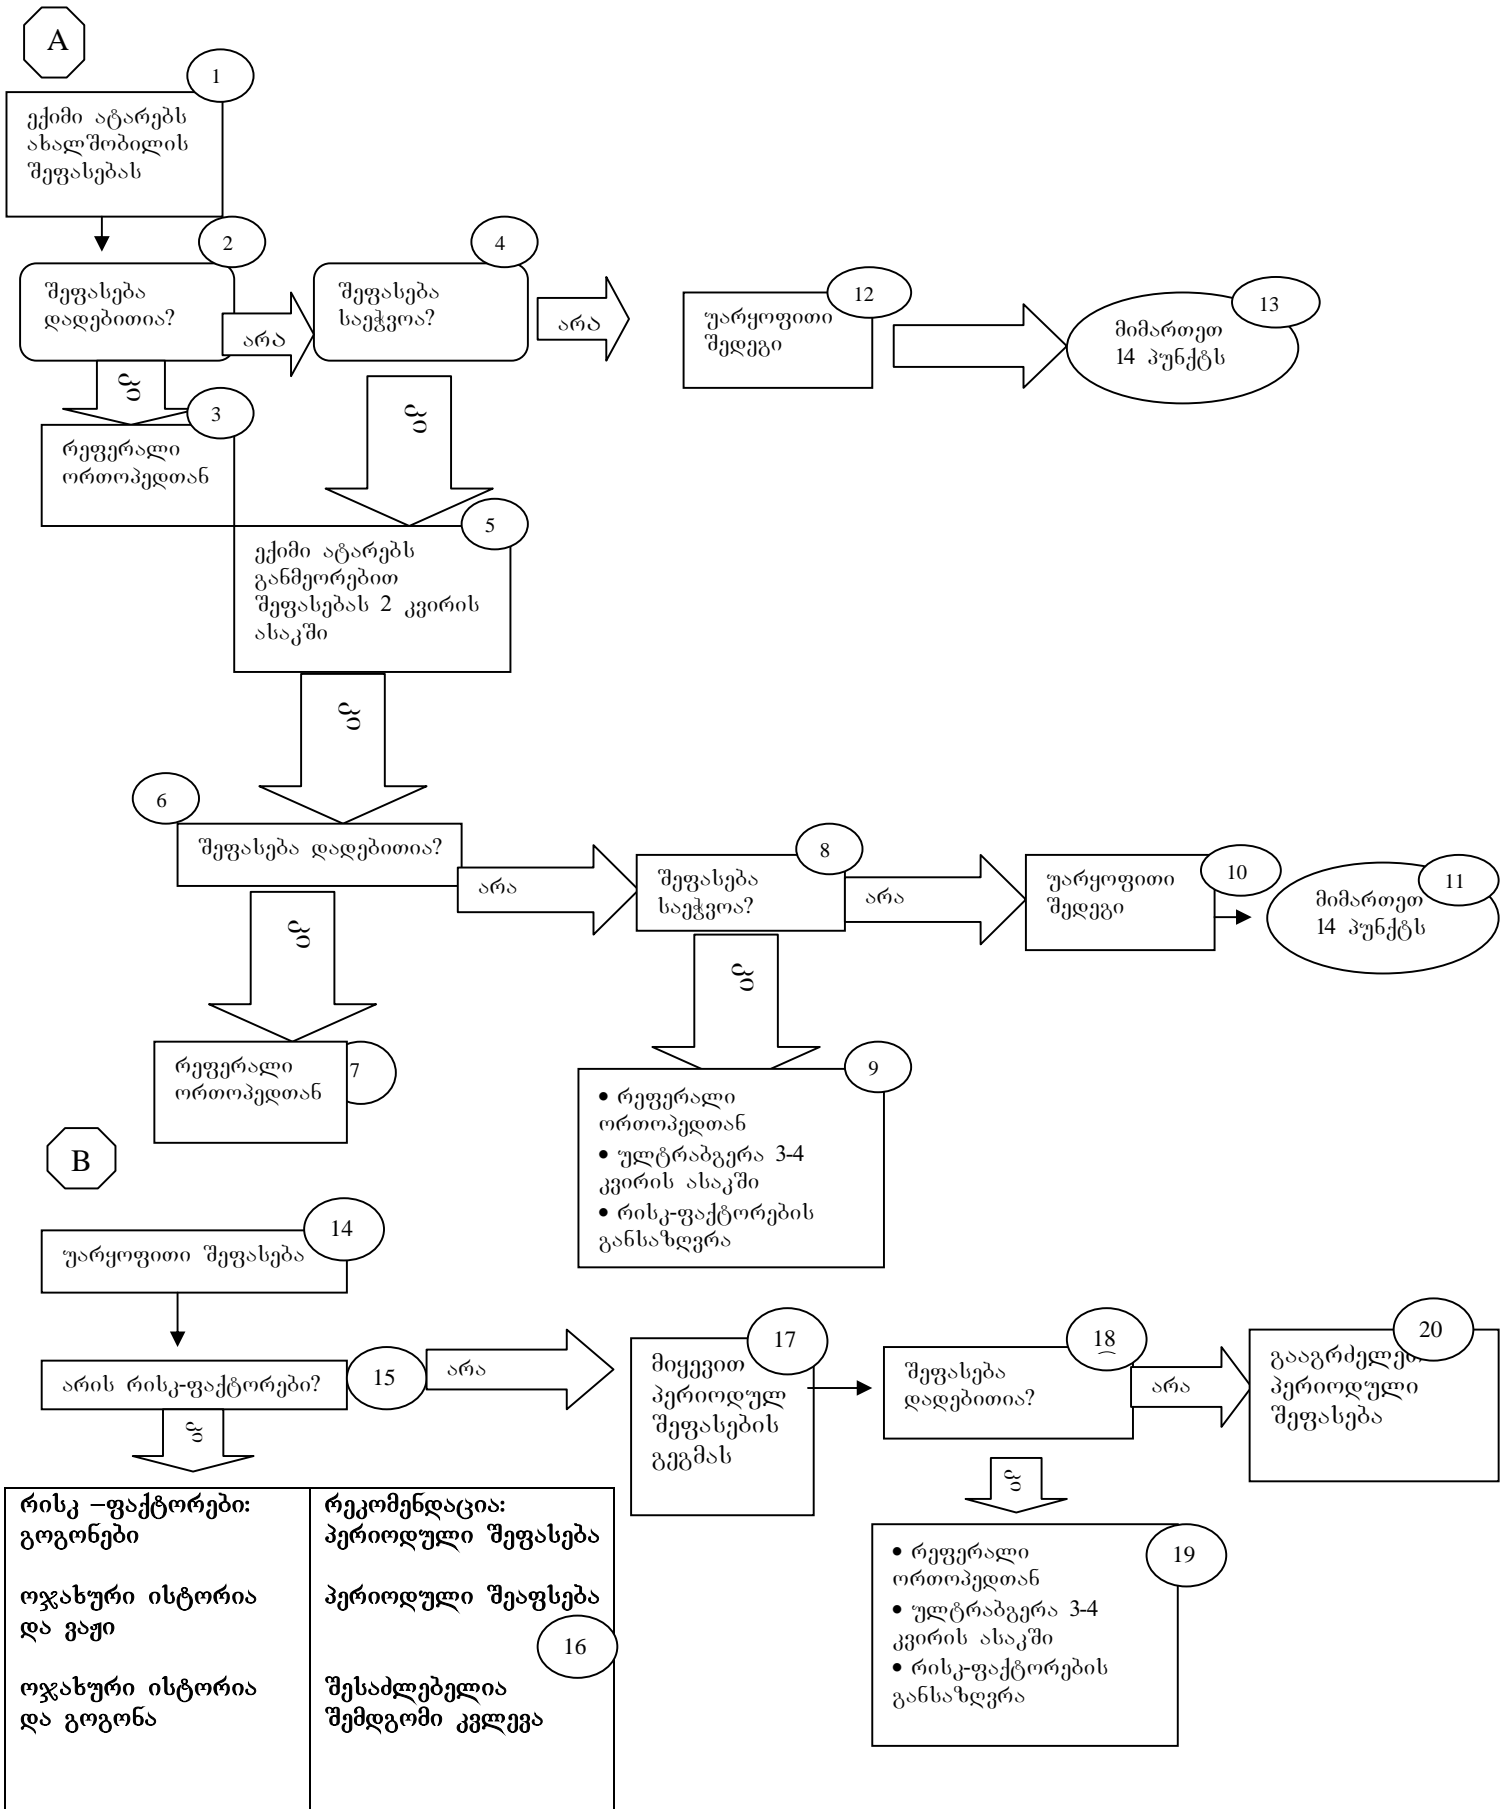 A
1
ექიმი ატარებს
ახალშობილის
შეფასებას
2
შეფასება
დადებითია?
არა
4
შეფასება
საეჭვოა?
არა
12
უარყოფითი
შედეგი
13
მიმართეთ
14 პუნქტს
კი
3
რეფერალი
ორთოპედთან
კი
5
ექიმი ატარებს
განმეორებით
შეფასებას 2 კვირის
ასაკში
კი
6
შეფასება დადებითია?
არა
8
შეფასება
საეჭვოა?
არა
10
უარყოფითი
შედეგი
11
მიმართეთ
14 პუნქტს
კი
7
რეფერალი
ორთოპედთან
კი
9
• რეფერალი
ორთოპედთან
• ულტრაბგერა 3-4
კვირის ასაკში
• რისკ-ფაქტორების
განსაზღვრა
B
14
უარყოფითი შეფასება
15
არის რისკ-ფაქტორები?
არა
17
მიყევით
პერიოდულ
შეფასების
გეგმას
18
შეფასება
დადებითია?
არა
20
გააგრძელეთ
პერიოდული
შეფასება
კი
რისკ –ფაქტორები:
გოგონები
ოჯახური ისტორია
და ვაჟი
ოჯახური ისტორია
და გოგონა
რეკომენდაცია:
პერიოდული შეფასება
პერიოდული შეაფსება
16
შესაძლებელია
შემდგომი კვლევა
კი
19
• რეფერალი
ორთოპედთან
• ულტრაბგერა 3-4
კვირის ასაკში
• რისკ-ფაქტორების
განსაზღვრა